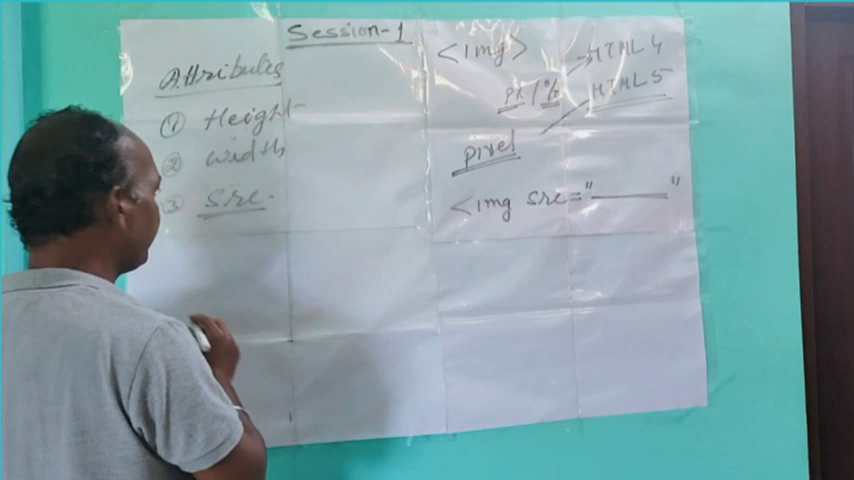 Session-1
Attributes
① Height-
② width
③ src-
<img>
HTML 4
px/%
HTML 5
pixel
<img src="______"